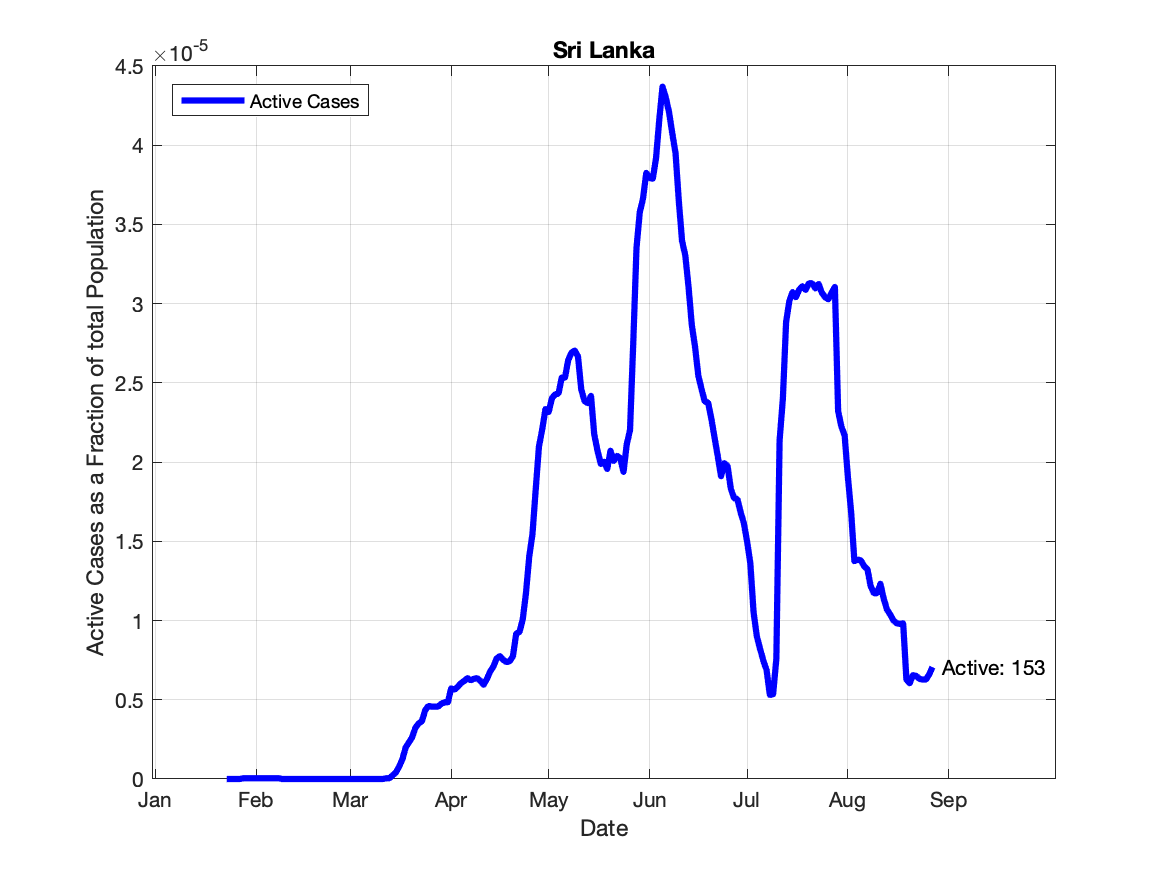 Sri Lanka
×10-5
4.5
4
3.5
3
2.5
2
1.5
1
0.5
0
Active Cases as a Fraction of total Population
Active Cases
Active: 153
Jan Feb Mar Apr May Jun Jul Aug Sep
Date